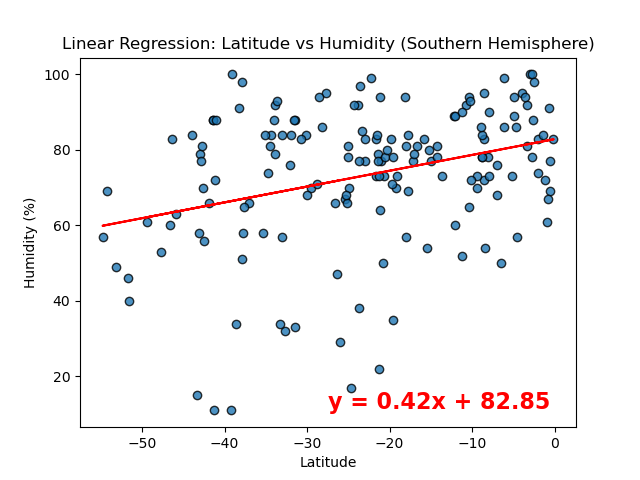 Linear Regression: Latitude vs Humidity (Southern Hemisphere)
100
80
60
40
20
Humidity (%)
y = 0.42x + 82.85
−50
−40
−30
−20
−10
0
Latitude